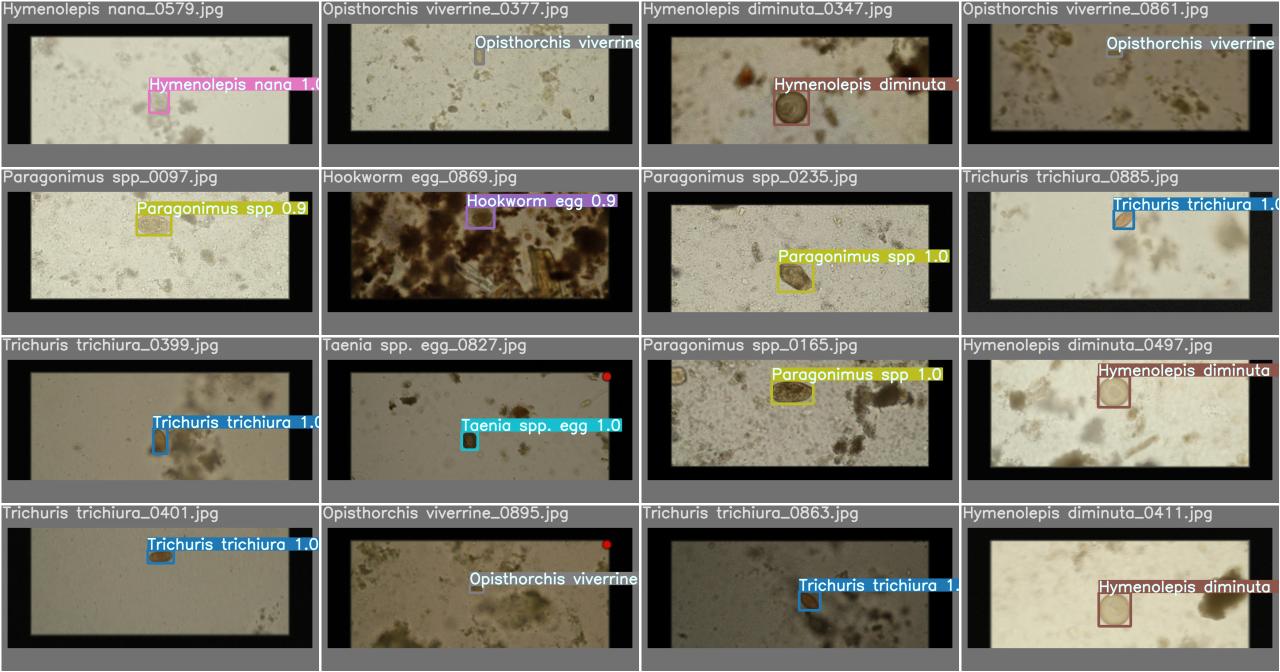 Hymenolepis nana_0579.jpg
Hymenolepis nana 1.0
Opisthorchis viverrine_0377.jpg
Opisthorchis viverrine
Hymenolepis diminuta_0347.jpg
Hymenolepis diminuta 1
Opisthorchis viverrine_0861.jpg
Opisthorchis viverrine
Paragonimus spp_0097.jpg
Paragonimus spp 0.9
Hookworm egg_0869.jpg
Hookworm egg 0.9
Paragonimus spp_0235.jpg
Paragonimus spp 1.0
Trichuris trichiura_0885.jpg
Trichuris trichiura 1.0
Trichuris trichiura_0399.jpg
Trichuris trichiura 1.0
Taenia spp. egg_0827.jpg
Taenia spp. egg 1.0
Paragonimus spp_0165.jpg
Paragonimus spp 1.0
Hymenolepis diminuta_0497.jpg
Hymenolepis diminuta
Trichuris trichiura_0401.jpg
Trichuris trichiura 1.0
Opisthorchis viverrine_0895.jpg
Opisthorchis viverrine
Trichuris trichiura_0863.jpg
Trichuris trichiura 1.
Hymenolepis diminuta_0411.jpg
Hymenolepis diminuta